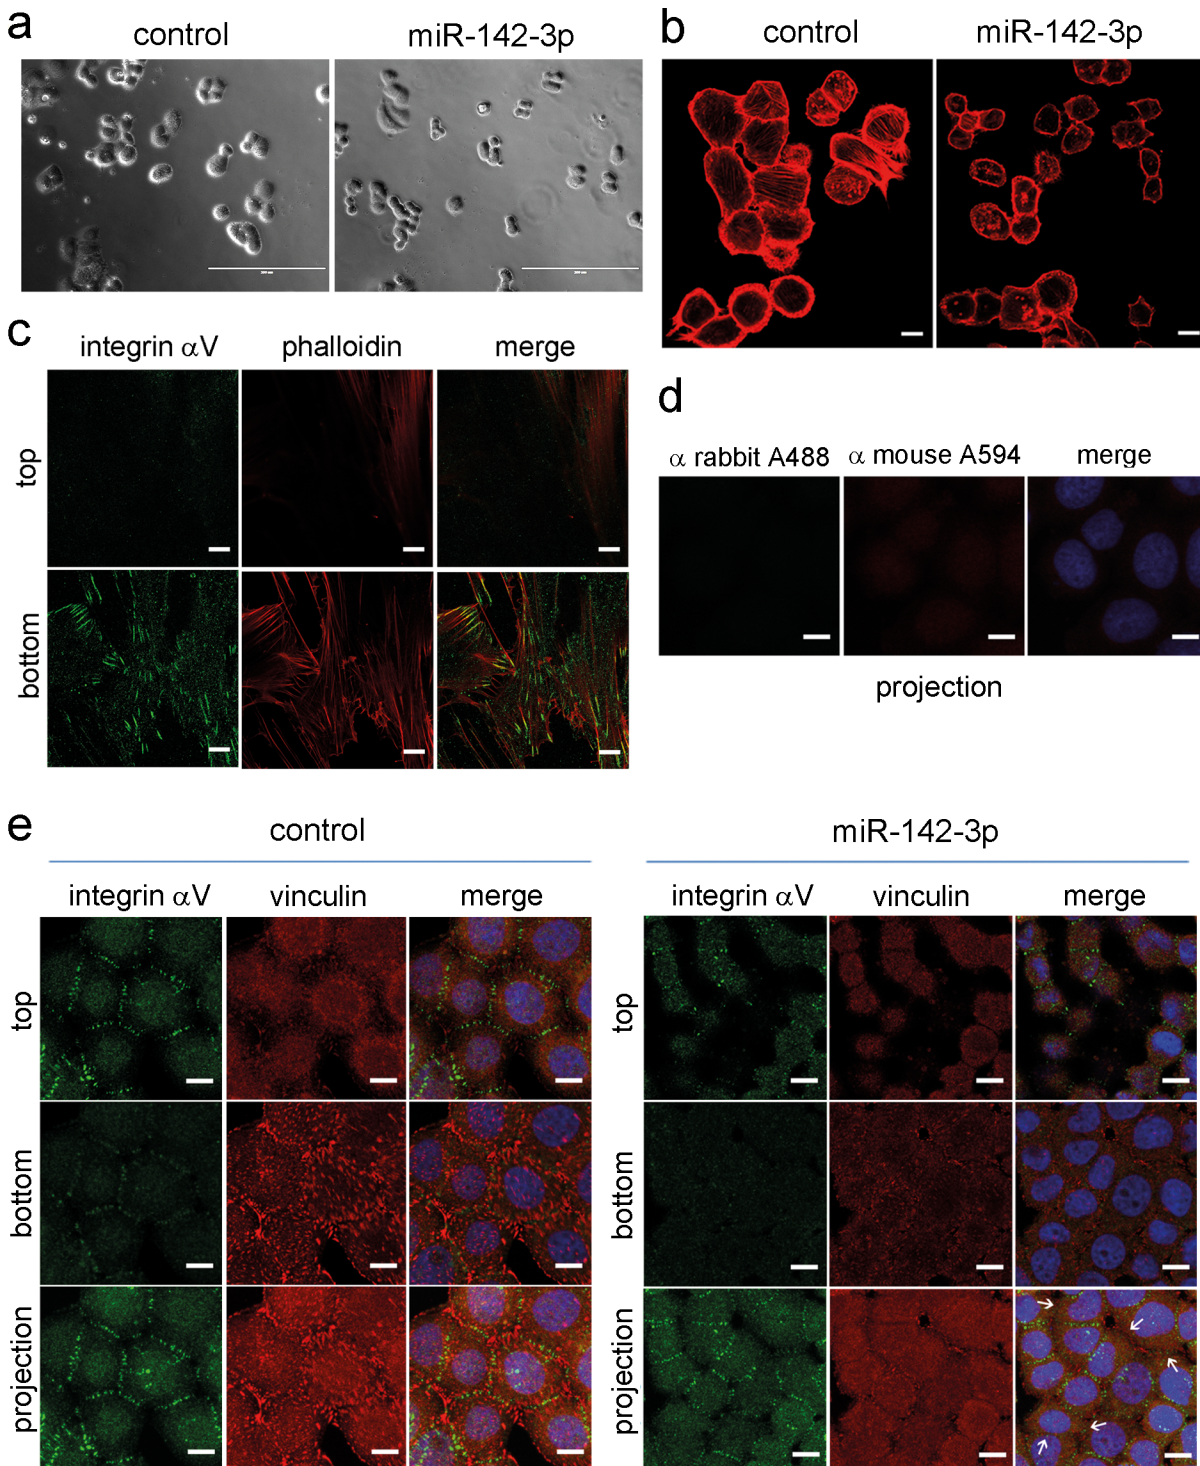 a
control miR-142-3p
b
control miR-142-3p
c
integrin αV phalloidin merge
top
bottom
d
α rabbit A488 α mouse A594 merge
projection
e
control miR-142-3p
integrin αV vinculin merge integrin αV vinculin merge
top top
bottom bottom
projection projection